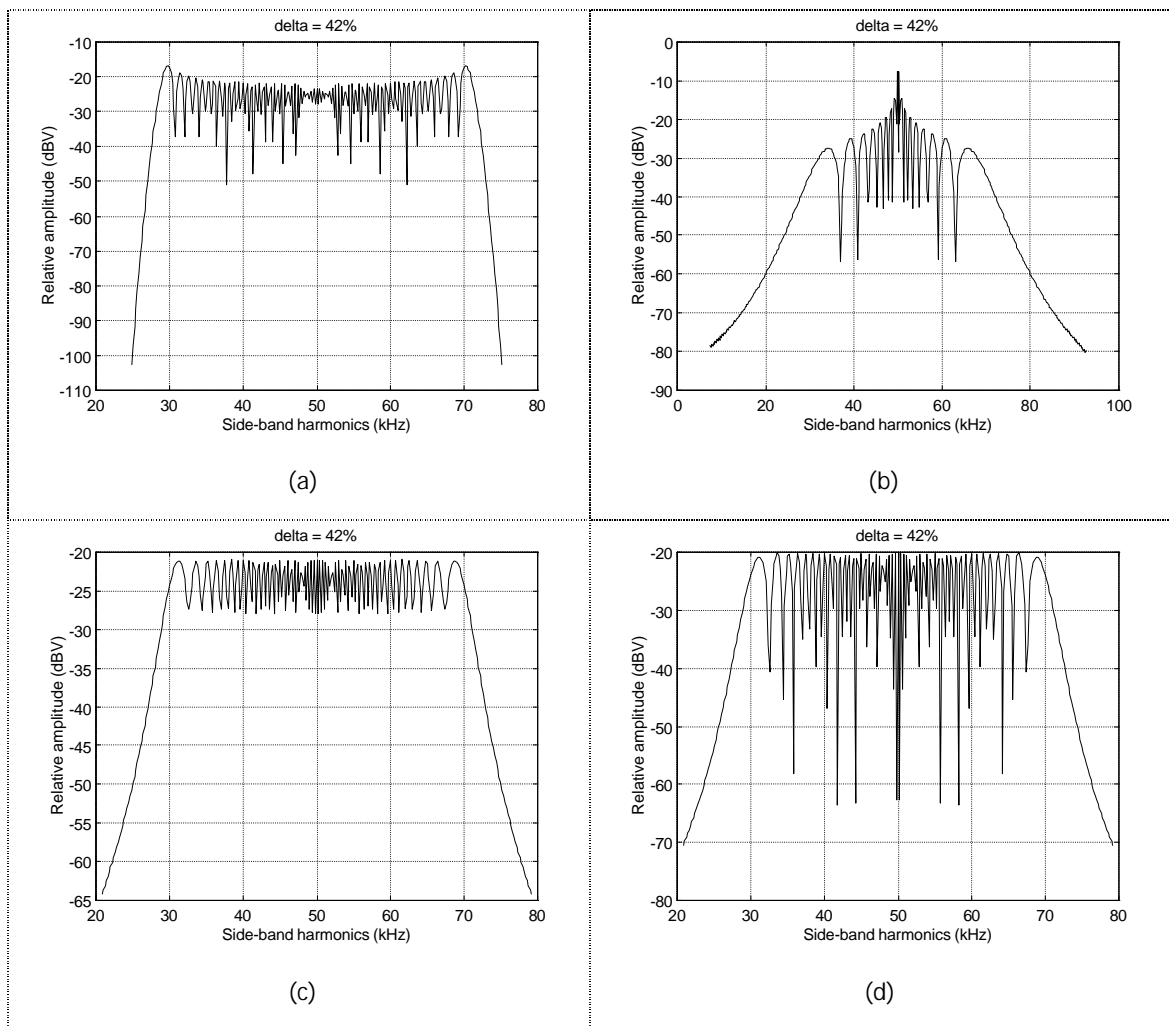 delta = 42%
Relative amplitude (dBV)
-10
-20
-30
-40
-50
-60
-70
-80
-90
-100
-110
20 30 40 50 60 70 80
Side-band harmonics (kHz)
(a)
delta = 42%
Relative amplitude (dBV)
0
-10
-20
-30
-40
-50
-60
-70
-80
-90
0 20 40 60 80 100
Side-band harmonics (kHz)
(b)
delta = 42%
Relative amplitude (dBV)
-20
-25
-30
-35
-40
-45
-50
-55
-60
-65
20 30 40 50 60 70 80
Side-band harmonics (kHz)
(c)
delta = 42%
Relative amplitude (dBV)
-20
-30
-40
-50
-60
-70
-80
20 30 40 50 60 70 80
Side-band harmonics (kHz)
(d)